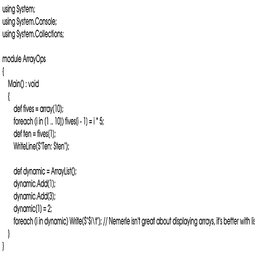 using System;
using System.Console;
using System.Collections;

module ArrayOps
{
    Main() : void
    {
        def fives = array(10);
        foreach (i in [1 .. 10]) fives[i - 1] = i * 5;
        def ten = fives[1];
        WriteLine($"Ten: $ten");

        def dynamic = ArrayList();
        dynamic.Add(1);
        dynamic.Add(3);
        dynamic[1] = 2;
        foreach (i in dynamic) Write($"$i\t"); // Nemerle isn't great about displaying arrays, it's better with lis
    }
}